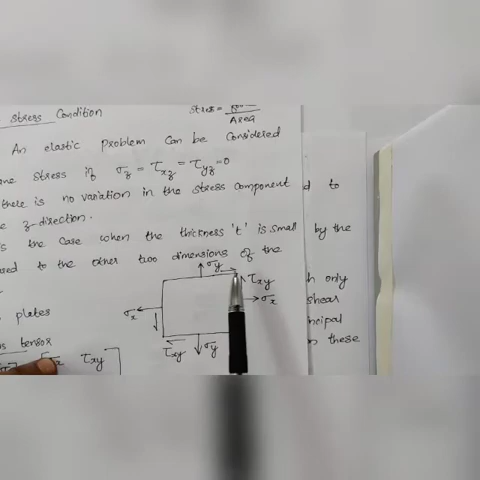 Stress Condition
Stress =
Area
An elastic problem can be considered
stress if σz = τxz = τyz = 0
there is no variation in the stress component
z-direction.
the case when the thickness 't' is small by the
to the other two dimensions of the
plates
tensor
σy
τxy
σx
σx
τxy
σy
τxy
d to
only
shear
these